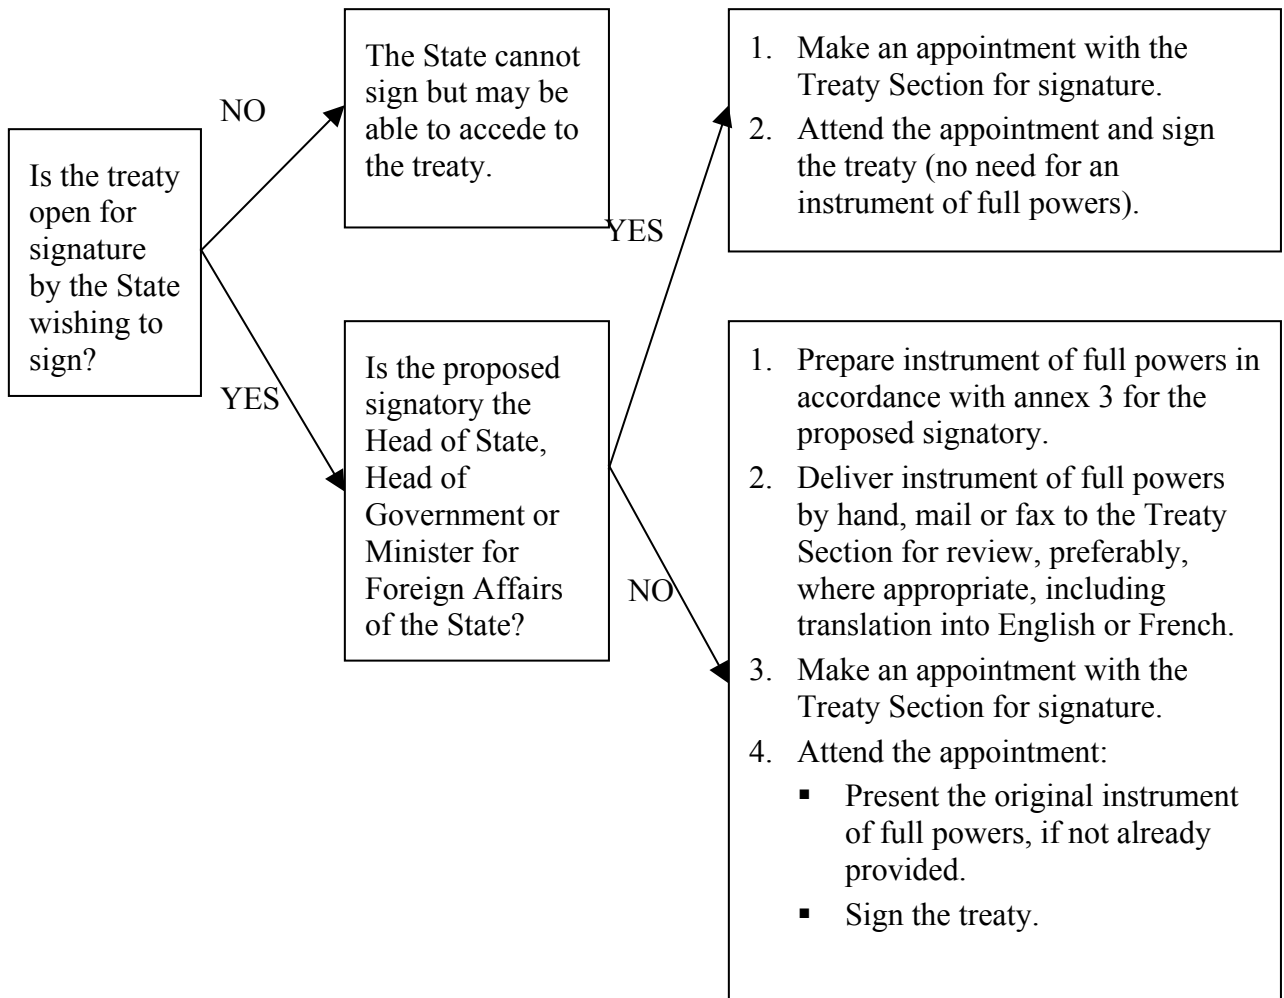 Is the treaty
open for
signature
by the State
wishing to
sign?
NO
YES
The State cannot
sign but may be
able to accede to
the treaty.
Is the proposed
signatory the
Head of State,
Head of
Government or
Minister for
Foreign Affairs
of the State?
YES
NO
1. Make an appointment with the
Treaty Section for signature.
2. Attend the appointment and sign
the treaty (no need for an
instrument of full powers).
1. Prepare instrument of full powers in
accordance with annex 3 for the
proposed signatory.
2. Deliver instrument of full powers
by hand, mail or fax to the Treaty
Section for review, preferably,
where appropriate, including
translation into English or French.
3. Make an appointment with the
Treaty Section for signature.
4. Attend the appointment:
▪ Present the original instrument
of full powers, if not already
provided.
▪ Sign the treaty.